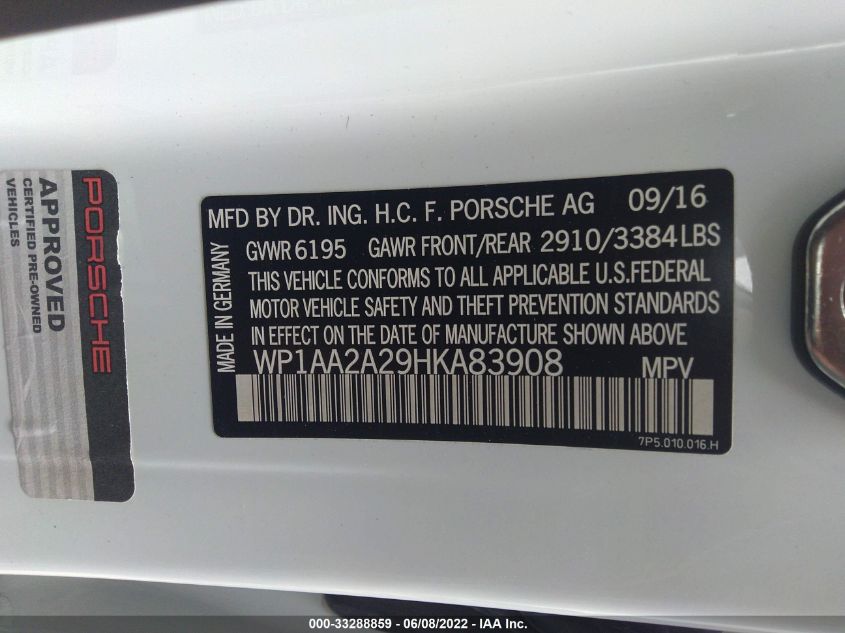 PORSCHE
APPROVED
CERTIFIED PRE-OWNED
VEHICLES
MADE IN GERMANY
MFD BY DR. ING. H.C. F. PORSCHE AG 09/16
GVWR 6195 GAWR FRONT/REAR 2910/3384 LBS
THIS VEHICLE CONFORMS TO ALL APPLICABLE U.S.FEDERAL
MOTOR VEHICLE SAFETY AND THEFT PREVENTION STANDARDS
IN EFFECT ON THE DATE OF MANUFACTURE SHOWN ABOVE
WP1AA2A29HKA83908 MPV
7P5.010.016.H
000-33288859 - 06/08/2022 - IAA Inc.